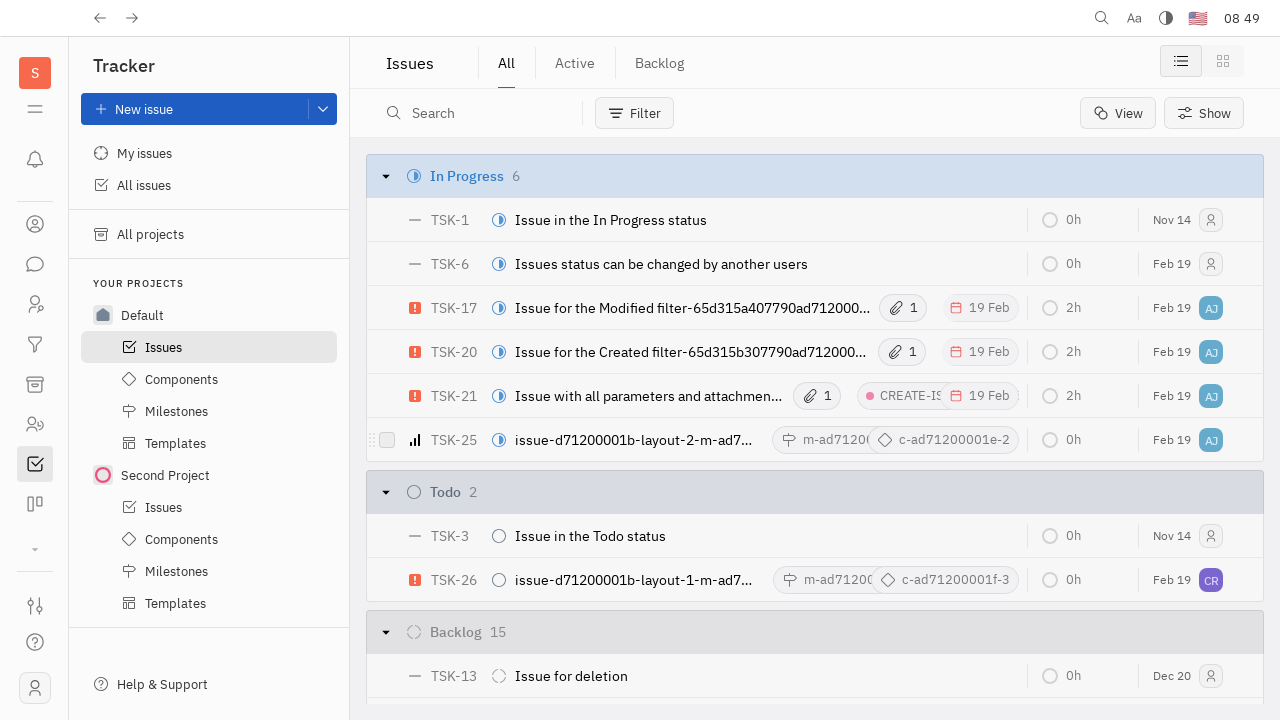 Aa 08 49
S
Tracker
New issue
My issues
All issues
All projects
YOUR PROJECTS
Default
Issues
Components
Milestones
Templates
Second Project
Issues
Components
Milestones
Templates
Help & Support
Issues All Active Backlog
Search Filter View Show
In Progress 6
TSK-1 Issue in the In Progress status 0h Nov 14
TSK-6 Issues status can be changed by another users 0h Feb 19
TSK-17 Issue for the Modified filter-65d315a407790ad712000... 1 19 Feb 2h Feb 19 AJ
TSK-20 Issue for the Created filter-65d315b307790ad712000... 1 19 Feb 2h Feb 19 AJ
TSK-21 Issue with all parameters and attachmen... 1 CREATE-IS 19 Feb 2h Feb 19 AJ
TSK-25 issue-d71200001b-layout-2-m-ad7... m-ad7120 c-ad71200001e-2 0h Feb 19 AJ
Todo 2
TSK-3 Issue in the Todo status 0h Nov 14
TSK-26 issue-d71200001b-layout-1-m-ad7... m-ad71200 c-ad71200001f-3 0h Feb 19 CR
Backlog 15
TSK-13 Issue for deletion 0h Dec 20